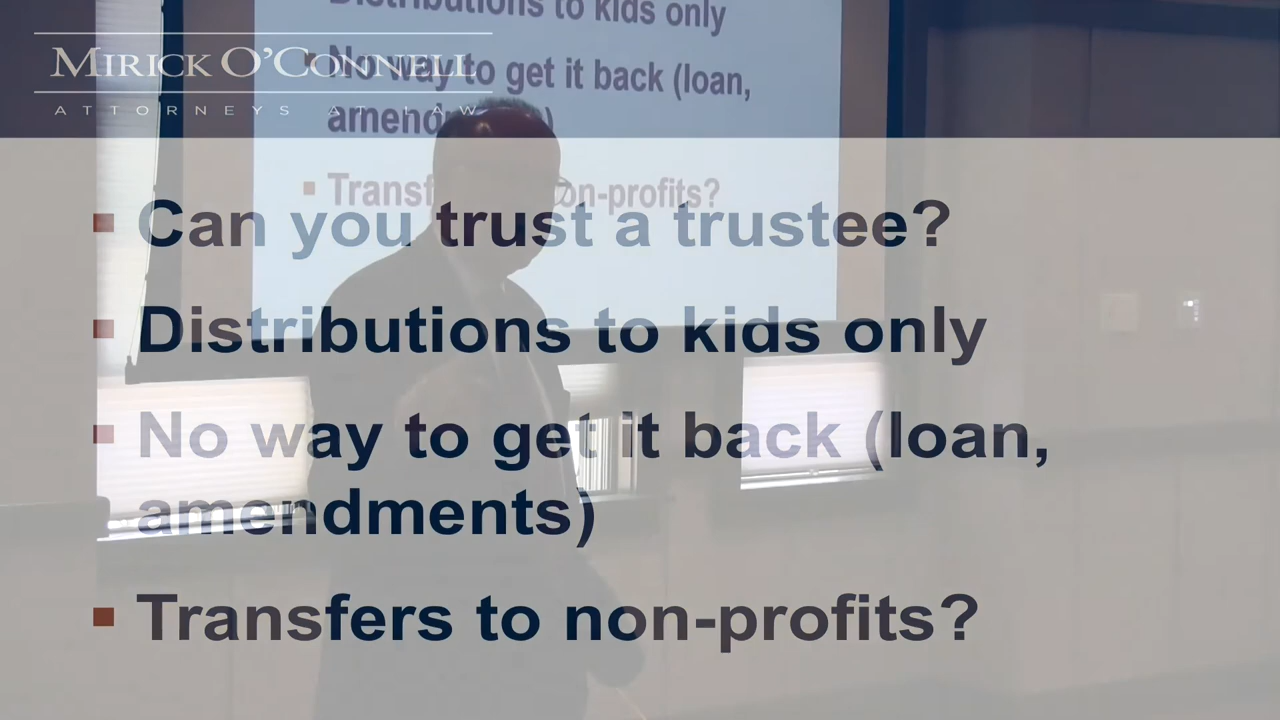 MIRICK O'CONNELL
ATTORNEYS AT LAW
Distributions to kids only
No way to get it back (loan,
Can you trust a trustee?
Distributions to kids only
No way to get it back (loan,
amendments)
Transfers to non-profits?